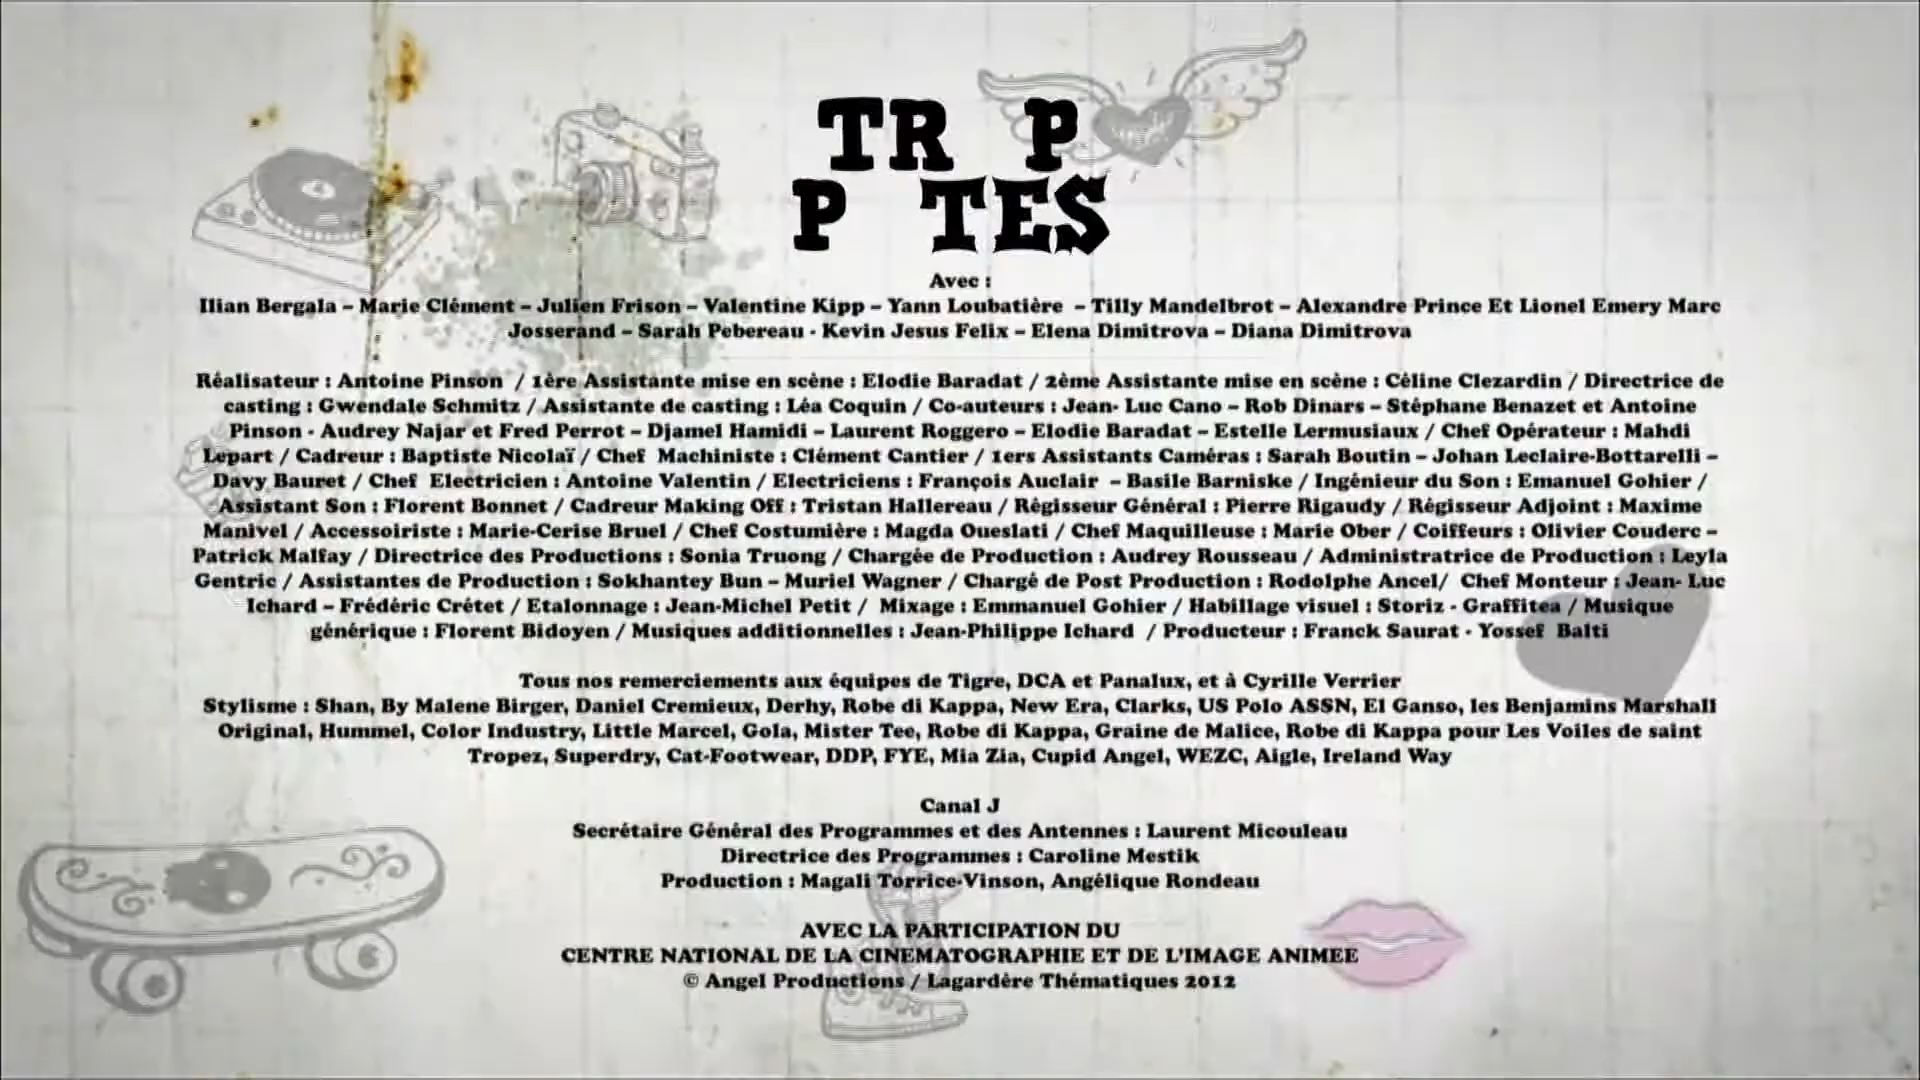 TR P
P TES
Avec :
Ilian Bergala – Marie Clément – Julien Frison – Valentine Kipp – Yann Loubatière – Tilly Mandelbrot – Alexandre Prince Et Lionel Emery Marc
Josserand – Sarah Pebereau - Kevin Jesus Felix – Elena Dimitrova – Diana Dimitrova
Réalisateur : Antoine Pinson / 1ère Assistante mise en scène : Elodie Baradat / 2ème Assistante mise en scène : Céline Clezardin / Directrice de
casting : Gwendale Schmitz / Assistante de casting : Léa Coquin / Co-auteurs : Jean- Luc Cano – Rob Dinars – Stéphane Benazet et Antoine
Pinson - Audrey Najar et Fred Perrot – Djamel Hamidi – Laurent Roggero – Elodie Baradat – Estelle Lermusiaux / Chef Opérateur : Mahdi
Lepart / Cadreur : Baptiste Nicolaï / Chef Machiniste : Clément Cantier / 1ers Assistants Caméras : Sarah Boutin – Johan Leclaire-Bottarelli –
Davy Bauret / Chef Electricien : Antoine Valentin / Electriciens : François Auclair – Basile Barniske / Ingénieur du Son : Emanuel Gohier /
Assistant Son : Florent Bonnet / Cadreur Making Off : Tristan Hallereau / Régisseur Général : Pierre Rigaudy / Régisseur Adjoint : Maxime
Manivel / Accessoiriste : Marie-Cerise Bruel / Chef Costumière : Magda Oueslati / Chef Maquilleuse : Marie Ober / Coiffeurs : Olivier Couderc –
Patrick Malfay / Directrice des Productions : Sonia Truong / Chargée de Production : Audrey Rousseau / Administratrice de Production : Leyla
Gentric / Assistantes de Production : Sokhantey Bun – Muriel Wagner / Chargé de Post Production : Rodolphe Ancel/ Chef Monteur : Jean- Luc
Ichard – Frédéric Crétet / Etalonnage : Jean-Michel Petit / Mixage : Emmanuel Gohier / Habillage visuel : Storiz - Graffitea / Musique
générique : Florent Bidoyen / Musiques additionnelles : Jean-Philippe Ichard / Producteur : Franck Saurat - Yossef Balti
Tous nos remerciements aux équipes de Tigre, DCA et Panalux, et à Cyrille Verrier
Stylisme : Shan, By Malene Birger, Daniel Cremieux, Derhy, Robe di Kappa, New Era, Clarks, US Polo ASSN, El Ganso, les Benjamins Marshall
Original, Hummel, Color Industry, Little Marcel, Gola, Mister Tee, Robe di Kappa, Graine de Malice, Robe di Kappa pour Les Voiles de saint
Tropez, Superdry, Cat-Footwear, DDP, FYE, Mia Zia, Cupid Angel, WEZC, Aigle, Ireland Way
Canal J
Secrétaire Général des Programmes et des Antennes : Laurent Micouleau
Directrice des Programmes : Caroline Mestik
Production : Magali Torrice-Vinson, Angélique Rondeau
AVEC LA PARTICIPATION DU
CENTRE NATIONAL DE LA CINEMATOGRAPHIE ET DE L'IMAGE ANIMEE
© Angel Productions / Lagardère Thématiques 2012